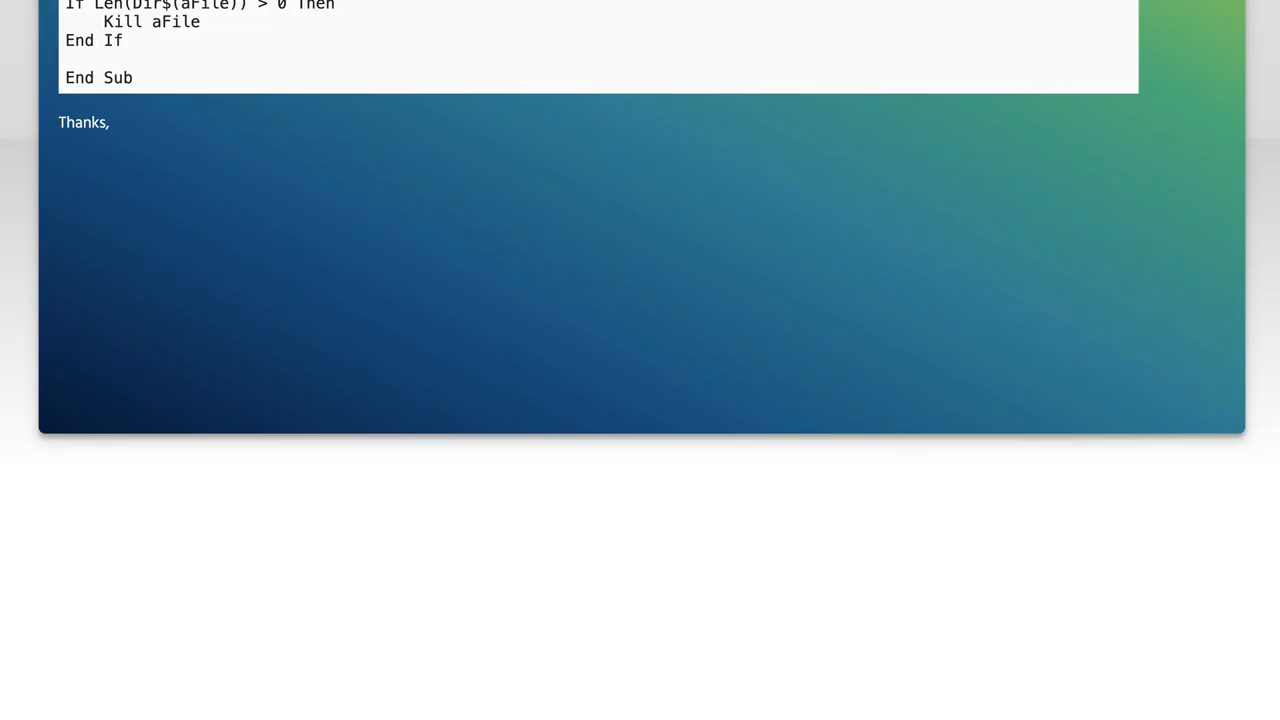 If Len(Dir$(aFile)) > 0 Then
    Kill aFile
End If
End Sub
Thanks,